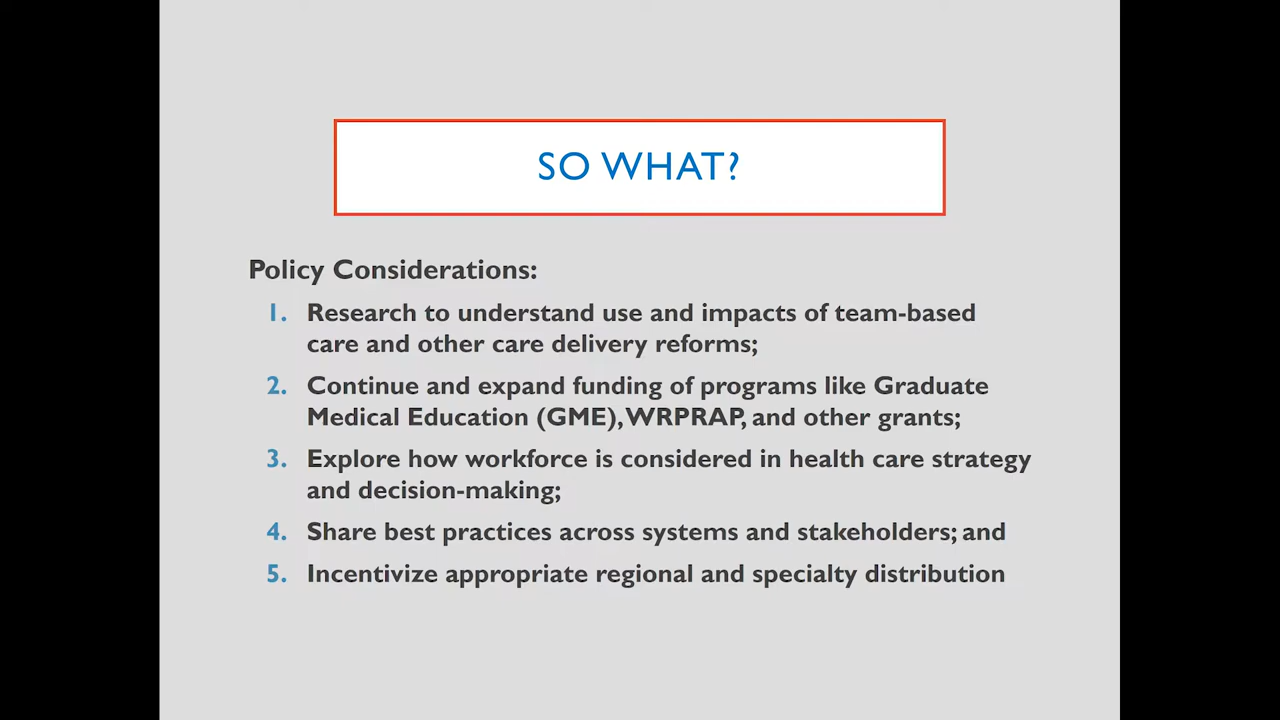 SO WHAT?
Policy Considerations:
1. Research to understand use and impacts of team-based
care and other care delivery reforms;
2. Continue and expand funding of programs like Graduate
Medical Education (GME), WRPRAP, and other grants;
3. Explore how workforce is considered in health care strategy
and decision-making;
4. Share best practices across systems and stakeholders; and
5. Incentivize appropriate regional and specialty distribution